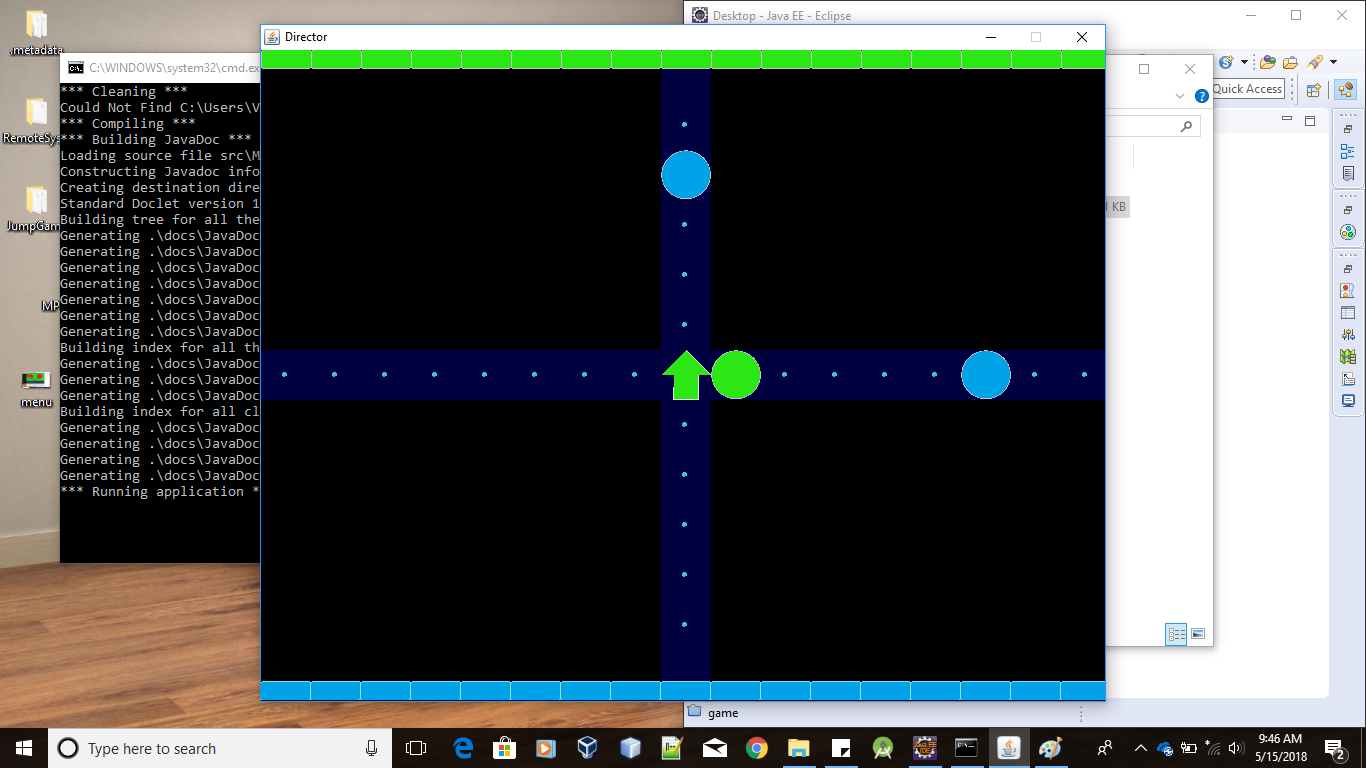 .metadata
RemoteSys
JumpGam
MP
menu
C:\WINDOWS\system32\cmd.ex
*** Cleaning ***
Could Not Find C:\Users\V
*** Compiling ***
*** Building JavaDoc ***
Loading source file src\M
Constructing Javadoc info
Creating destination dire
Standard Doclet version 1
Building tree for all the
Generating .\docs\JavaDoc
Generating .\docs\JavaDoc
Generating .\docs\JavaDoc
Generating .\docs\JavaDoc
Generating .\docs\JavaDoc
Generating .\docs\JavaDoc
Generating .\docs\JavaDoc
Building index for all th
Generating .\docs\JavaDoc
Generating .\docs\JavaDoc
Generating .\docs\JavaDoc
Building index for all cl
Generating .\docs\JavaDoc
Generating .\docs\JavaDoc
Generating .\docs\JavaDoc
Generating .\docs\JavaDoc
*** Running application *
Director
Desktop - Java EE - Eclipse
Quick Access
KB
game
Type here to search
9:46 AM
5/15/2018
2